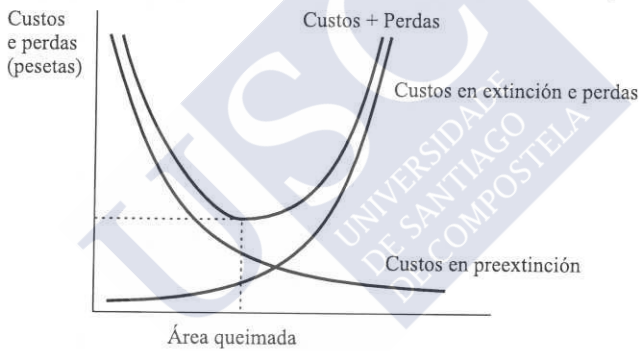 Custos
e perdas
(pesetas)
Custos + Perdas
Custos en extinción e perdas
Custos en preextinción
Área queimada
USC
UNIVERSIDADE
DE SANTIAGO
DE COMPOSTELA